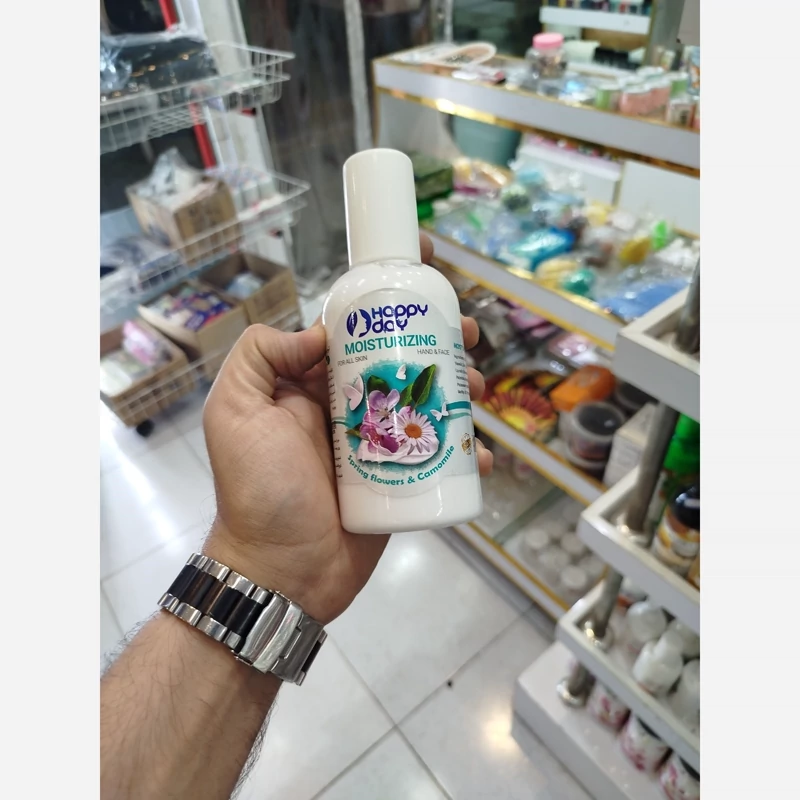 Happy
day
MOISTURIZING
FOR ALL SKIN HAND & FACE
Spring flowers & Camomile